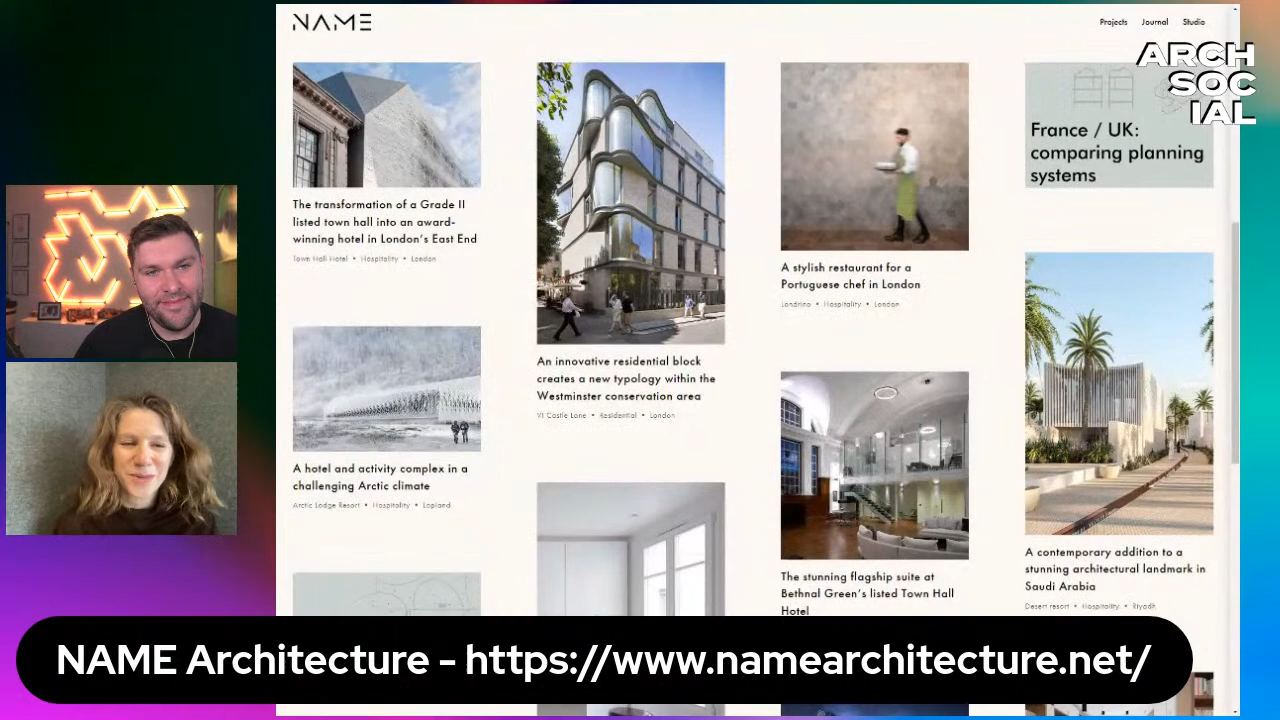 NAME
Projects
Journal
Studio
ARCH
SOC
IAL
The transformation of a Grade II
listed town hall into an award-
winning hotel in London's East End
Town Hall Hotel • Hospitality • London
A hotel and activity complex in a
challenging Arctic climate
Arctic Lodge Resort • Hospitality • Lapland
An innovative residential block
creates a new typology within the
Westminster conservation area
VI Castle Lane • Residential • London
A stylish restaurant for a
Portuguese chef in London
Londrino • Hospitality • London
The stunning flagship suite at
Bethnal Green's listed Town Hall
Hotel
France / UK:
comparing planning
systems
A contemporary addition to a
stunning architectural landmark in
Saudi Arabia
Desert resort • Hospitality • Riyadh
NAME Architecture - https://www.namearchitecture.net/